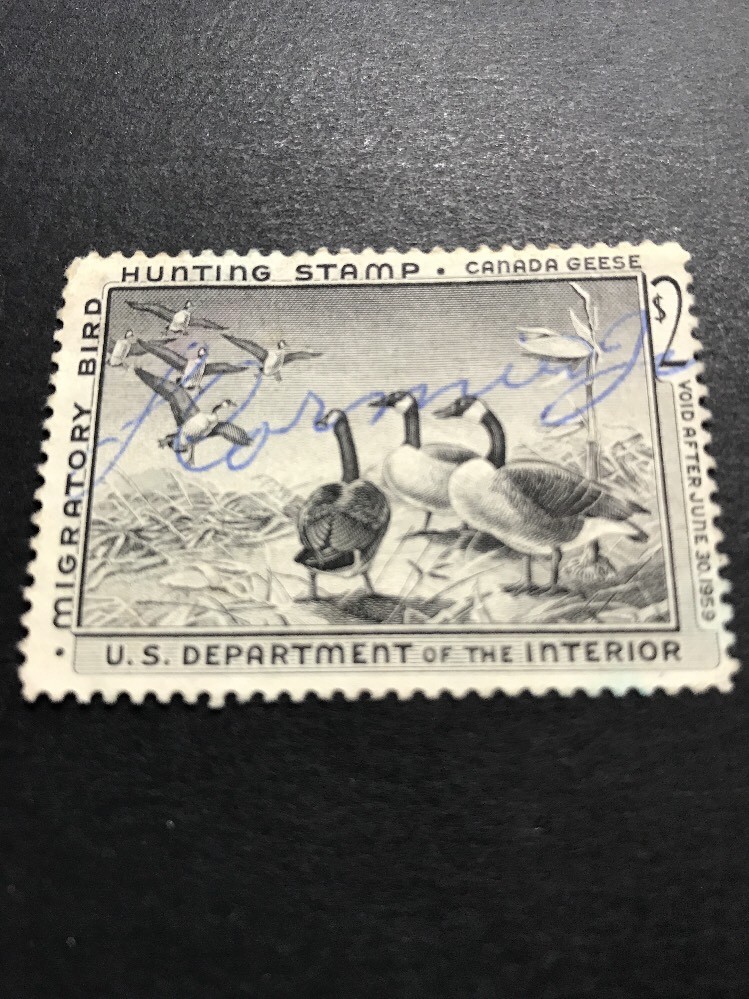 MIGRATORY BIRD
HUNTING STAMP · CANADA GEESE
$2
VOID AFTER JUNE 30, 1959
· U.S. DEPARTMENT OF THE INTERIOR